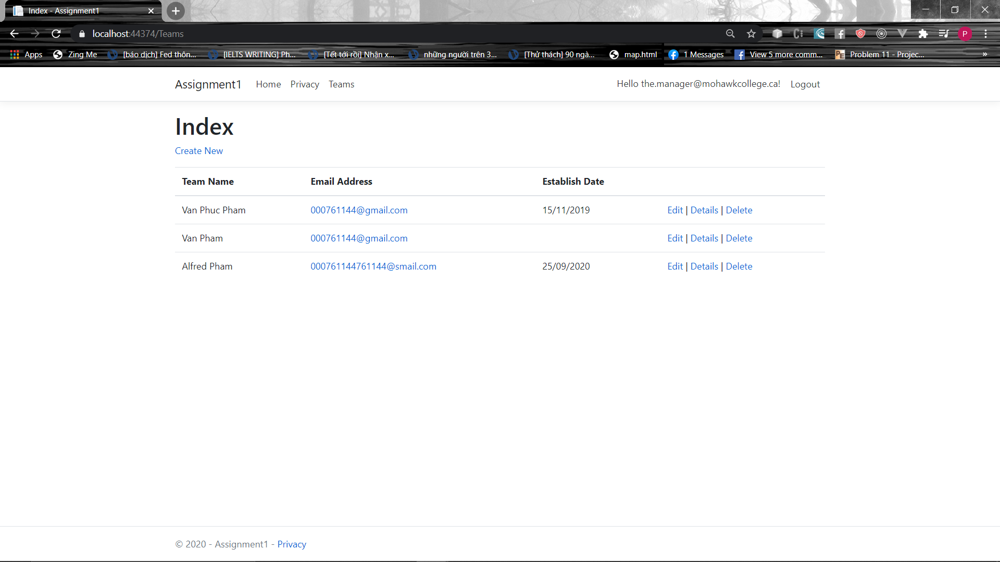 Index - Assignment1
localhost:44374/Teams
P
Apps Zing Me [báo dịch] Fed thôn... [IELTS WRITING] Ph... [Tết tới rồi] Nhận x... những người trên 3... [Thử thách] 90 ngà... map.html 1 Messages View 5 more comm... PE Problem 11 - Projec... »
Assignment1 Home Privacy Teams Hello the.manager@mohawkcollege.ca! Logout
Index
Create New
Team Name Email Address Establish Date
Van Phuc Pham 000761144@gmail.com 15/11/2019 Edit | Details | Delete
Van Pham 000761144@gmail.com Edit | Details | Delete
Alfred Pham 000761144761144@smail.com 25/09/2020 Edit | Details | Delete
© 2020 - Assignment1 - Privacy